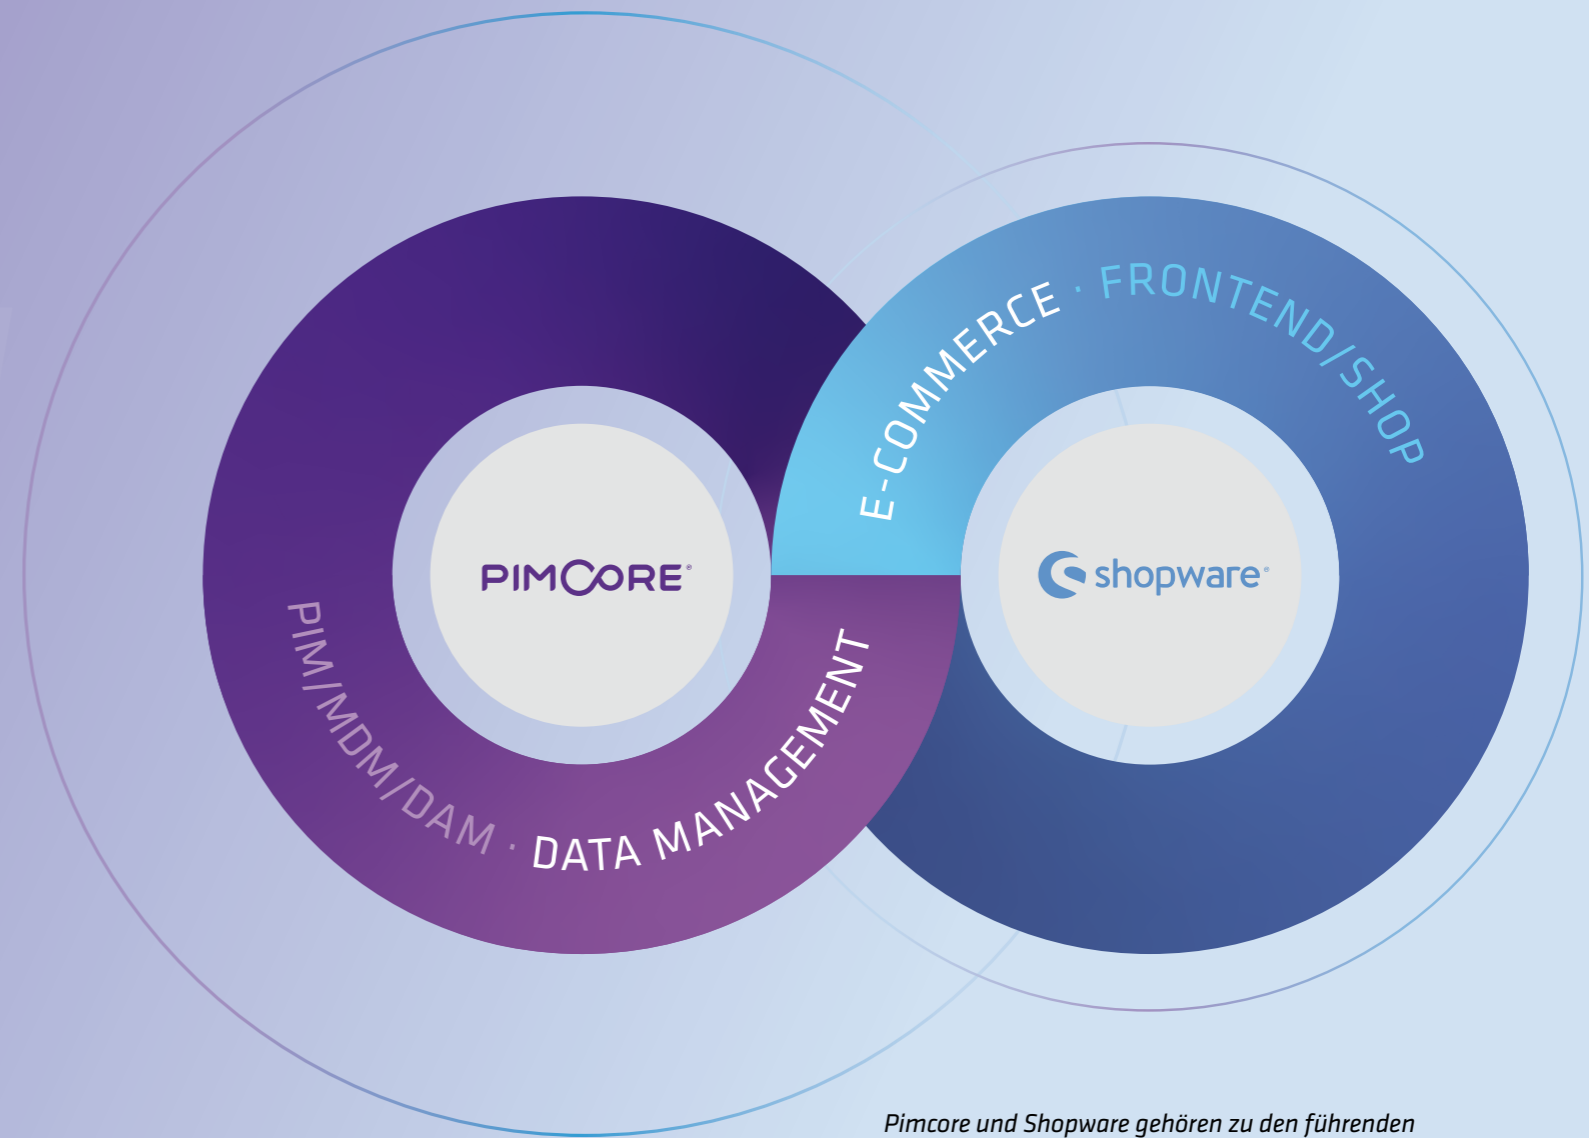 E-COMMERCE · FRONTEND/SHOP
PIMCORE®
shopware®
PIM/MDM/DAM · DATA MANAGEMENT
Pimcore und Shopware gehören zu den führenden